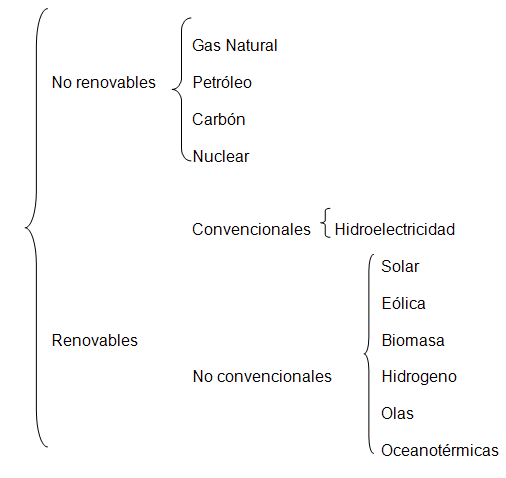 Gas Natural
No renovables
Petróleo
Carbón
Nuclear
Convencionales
Hidroelectricidad
Solar
Eólica
Renovables
Biomasa
No convencionales
Hidrogeno
Olas
Oceanotérmicas